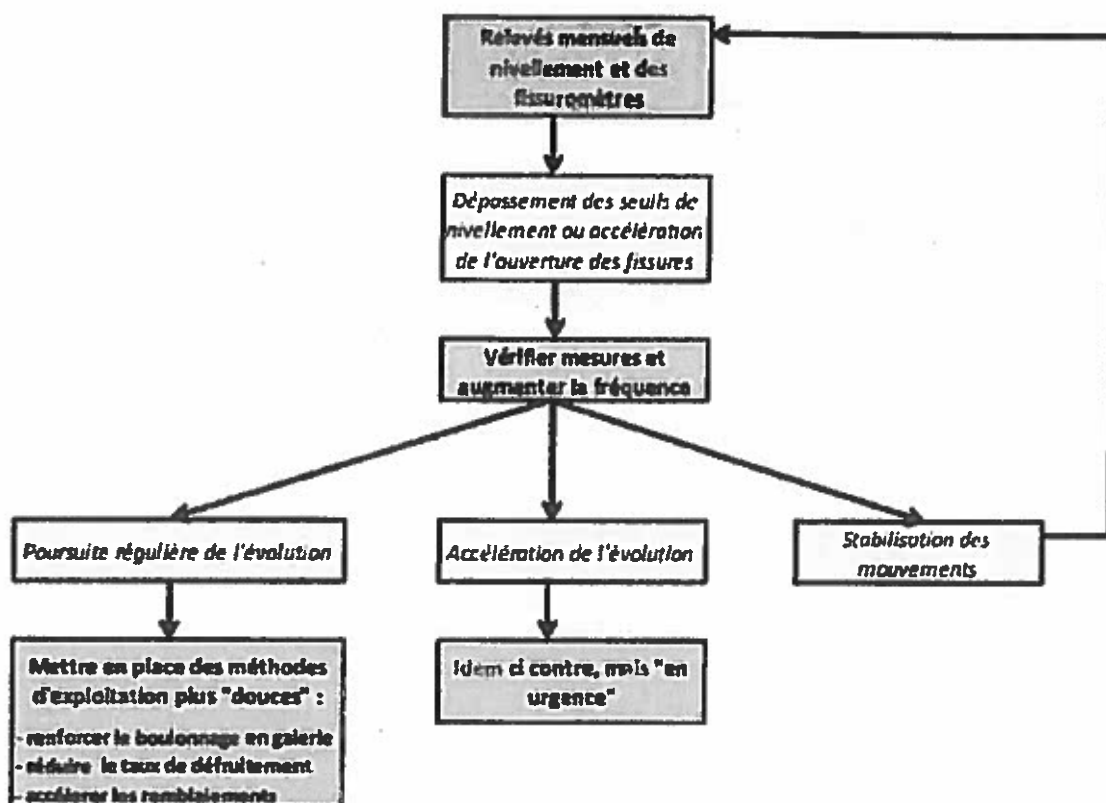 Relevés mensuels de
nivellement et des
fissuromètres
Dépassement des seuils de
nivellement ou accélération
de l'ouverture des fissures
Vérifier mesures et
augmenter la fréquence
Poursuite régulière de l'évolution
Accélération de l'évolution
Stabilisation des
mouvements
Mettre en place des méthodes
d'exploitation plus "douces" :
- renforcer le boulonnage en galerie
- réduire le taux de défruitement
- accélérer les remblaiements
Idem ci contre, mais "en
urgence"